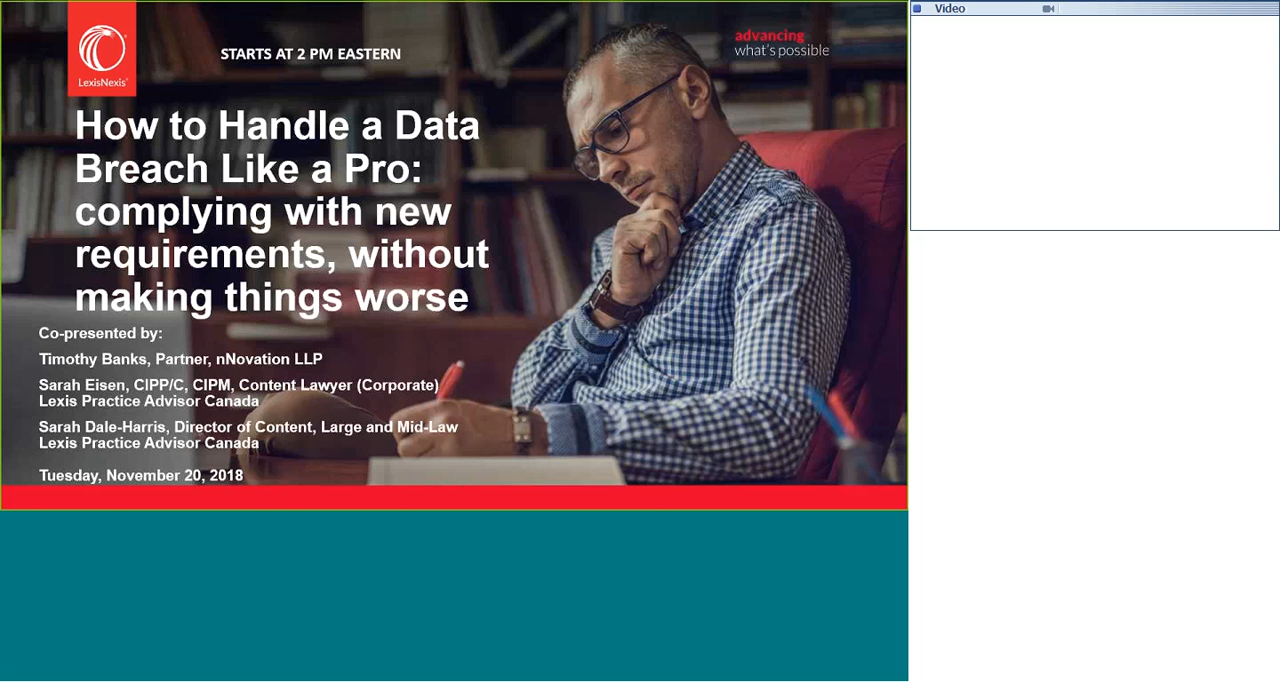 Video
LexisNexis®
STARTS AT 2 PM EASTERN
advancing
what's possible
How to Handle a Data
Breach Like a Pro:
complying with new
requirements, without
making things worse
Co-presented by:
Timothy Banks, Partner, nNovation LLP
Sarah Eisen, CIPP/C, CIPM, Content Lawyer (Corporate)
Lexis Practice Advisor Canada
Sarah Dale-Harris, Director of Content, Large and Mid-Law
Lexis Practice Advisor Canada
Tuesday, November 20, 2018